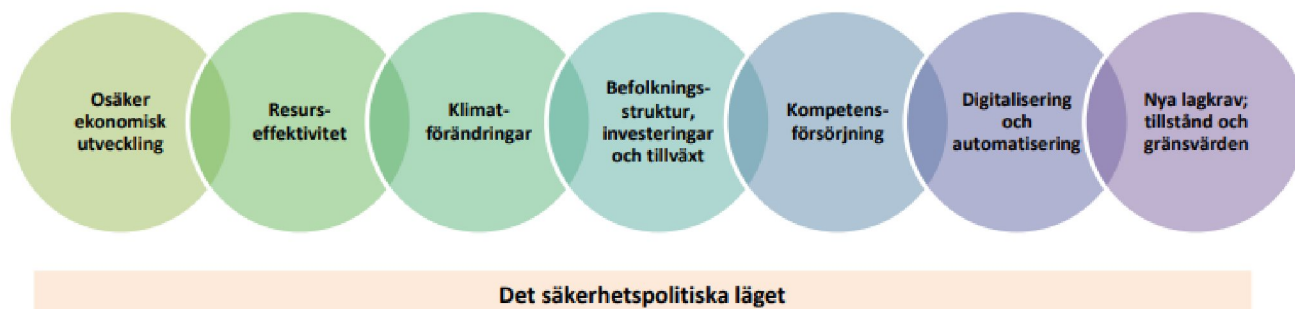 Osäker
ekonomisk
utveckling
Resurs-
effektivitet
Klimat-
förändringar
Befolknings-
struktur,
investeringar
och tillväxt
Kompetens-
försörjning
Digitalisering
och
automatisering
Nya lagkrav;
tillstånd och
gränsvärden
Det säkerhetspolitiska läget